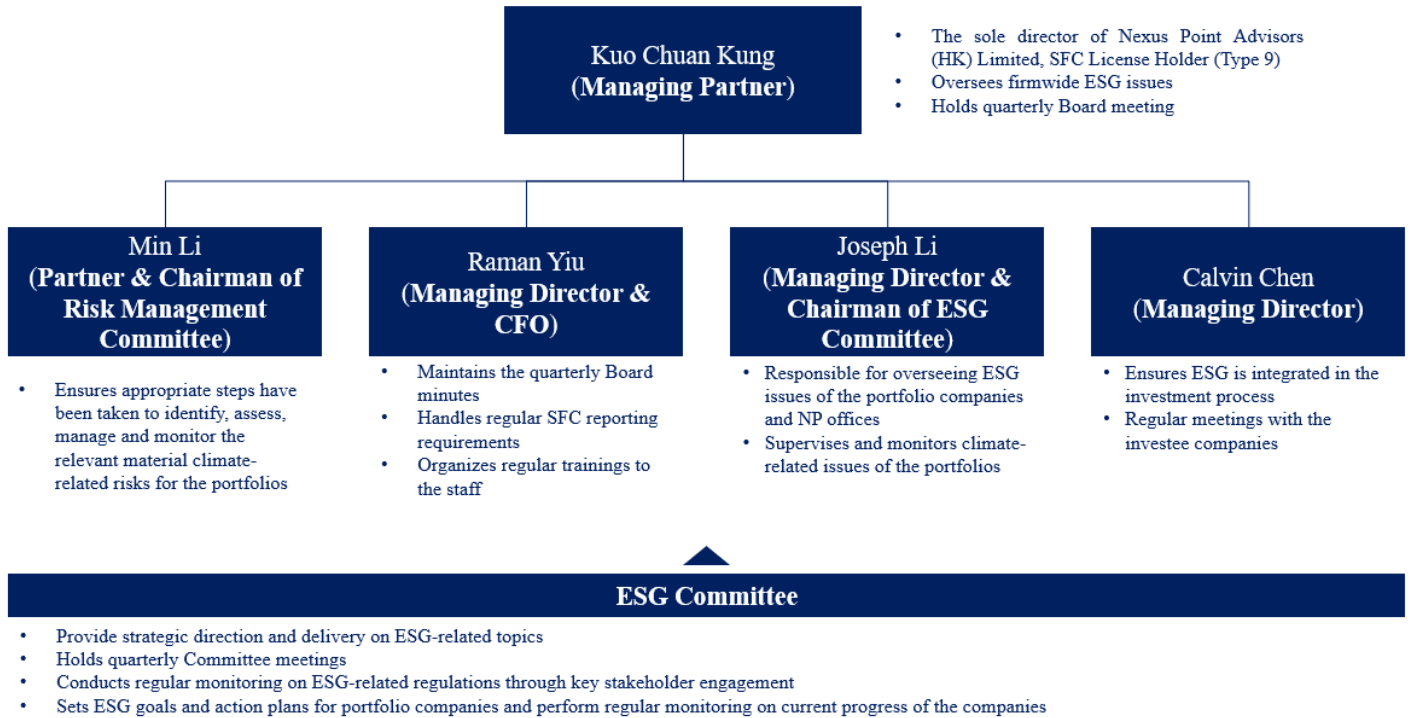 Kuo Chuan Kung
(Managing Partner)
• The sole director of Nexus Point Advisors
(HK) Limited, SFC License Holder (Type 9)
• Oversees firmwide ESG issues
• Holds quarterly Board meeting
Min Li
(Partner & Chairman of
Risk Management
Committee)
• Ensures appropriate steps have
been taken to identify, assess,
manage and monitor the
relevant material climate-
related risks for the portfolios
Raman Yiu
(Managing Director &
CFO)
• Maintains the quarterly Board
minutes
• Handles regular SFC reporting
requirements
• Organizes regular trainings to
the staff
Joseph Li
(Managing Director &
Chairman of ESG
Committee)
• Responsible for overseeing ESG
issues of the portfolio companies
and NP offices
• Supervises and monitors climate-
related issues of the portfolios
Calvin Chen
(Managing Director)
• Ensures ESG is integrated in the
investment process
• Regular meetings with the
investee companies
ESG Committee
• Provide strategic direction and delivery on ESG-related topics
• Holds quarterly Committee meetings
• Conducts regular monitoring on ESG-related regulations through key stakeholder engagement
• Sets ESG goals and action plans for portfolio companies and perform regular monitoring on current progress of the companies